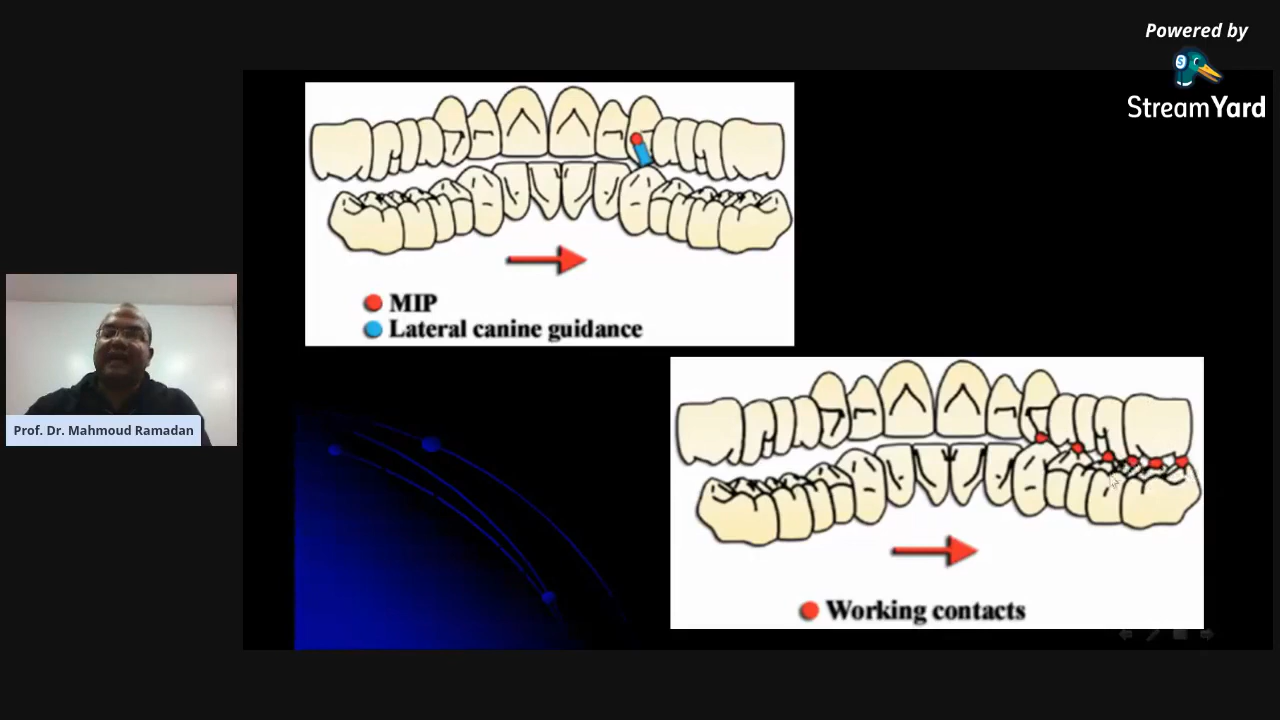 Powered by
StreamYard
MIP
Lateral canine guidance
Prof. Dr. Mahmoud Ramadan
Working contacts